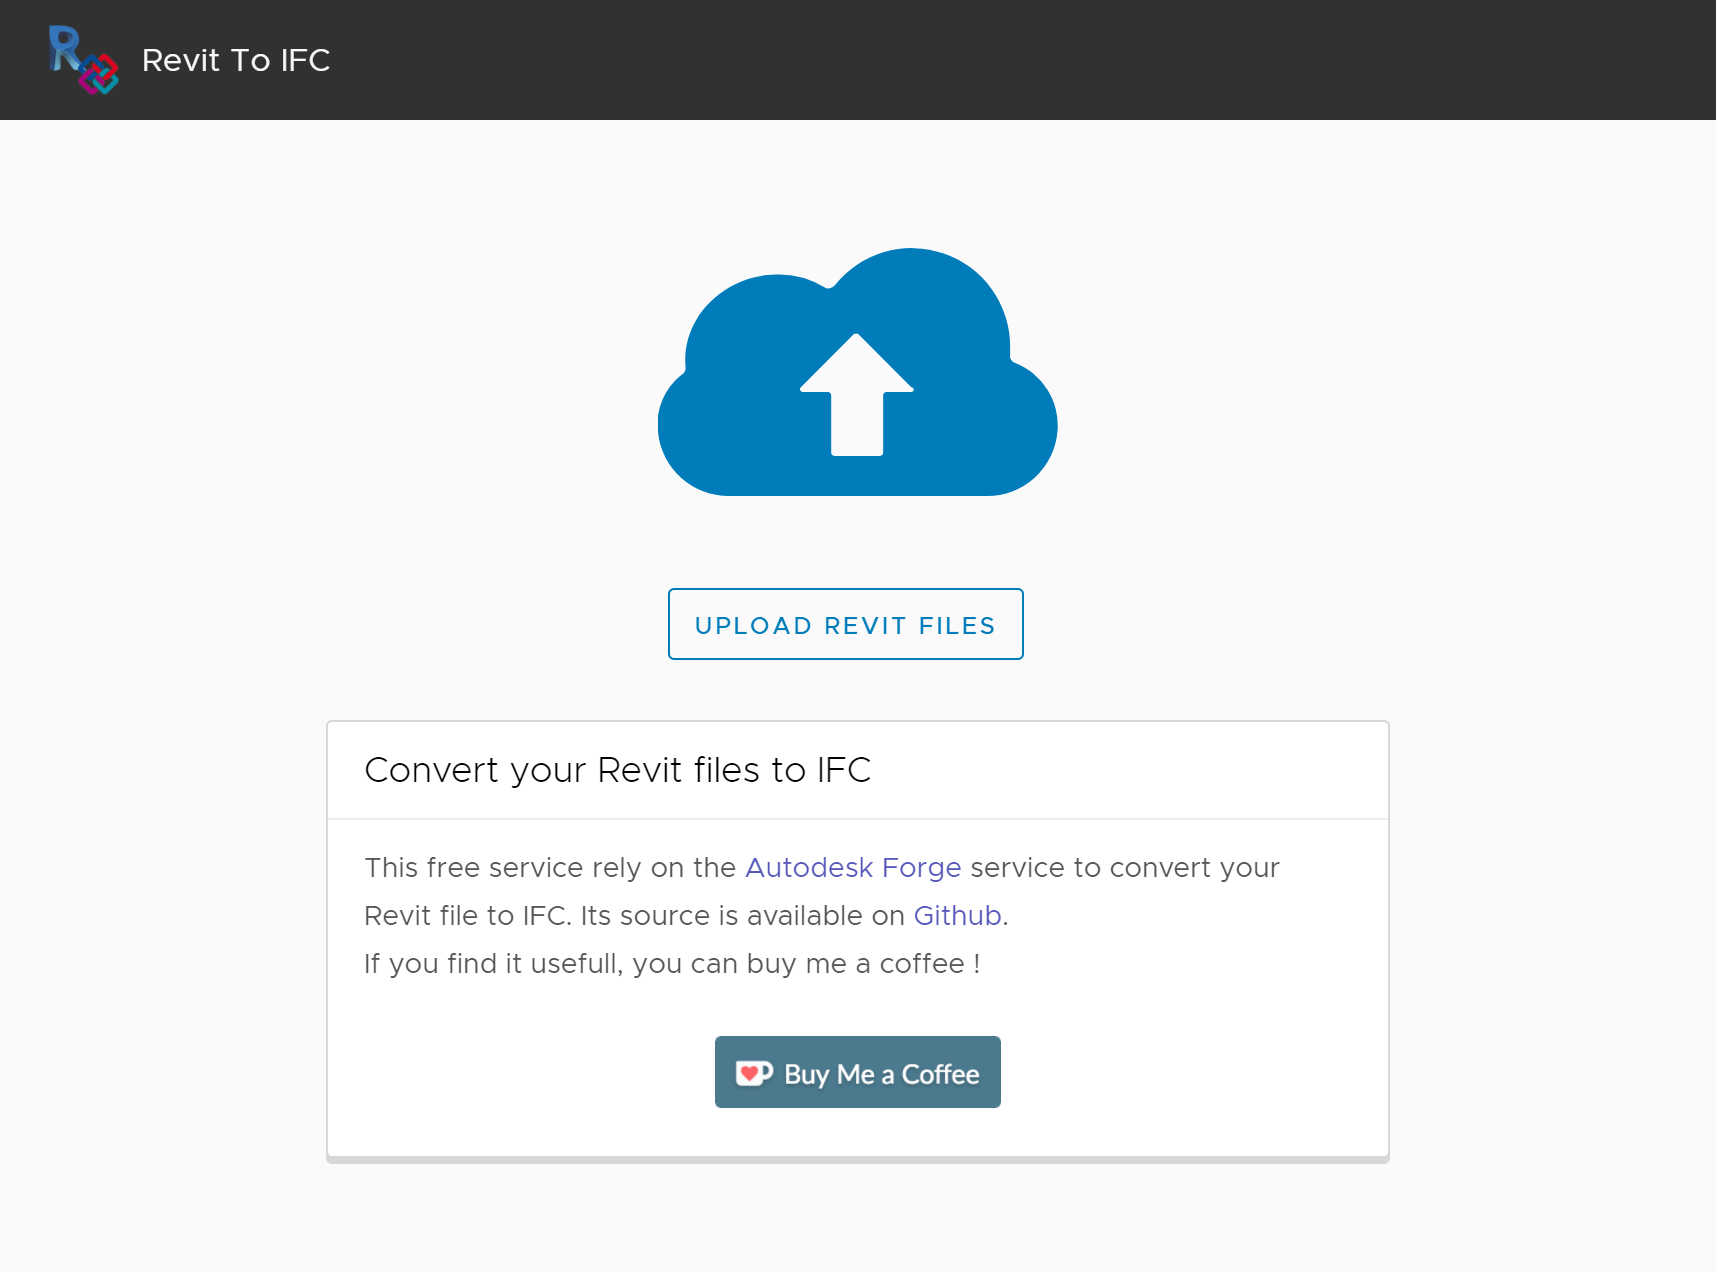 Revit To IFC
UPLOAD REVIT FILES
Convert your Revit files to IFC
This free service rely on the Autodesk Forge service to convert your
Revit file to IFC. Its source is available on Github.
If you find it usefull, you can buy me a coffee !
Buy Me a Coffee